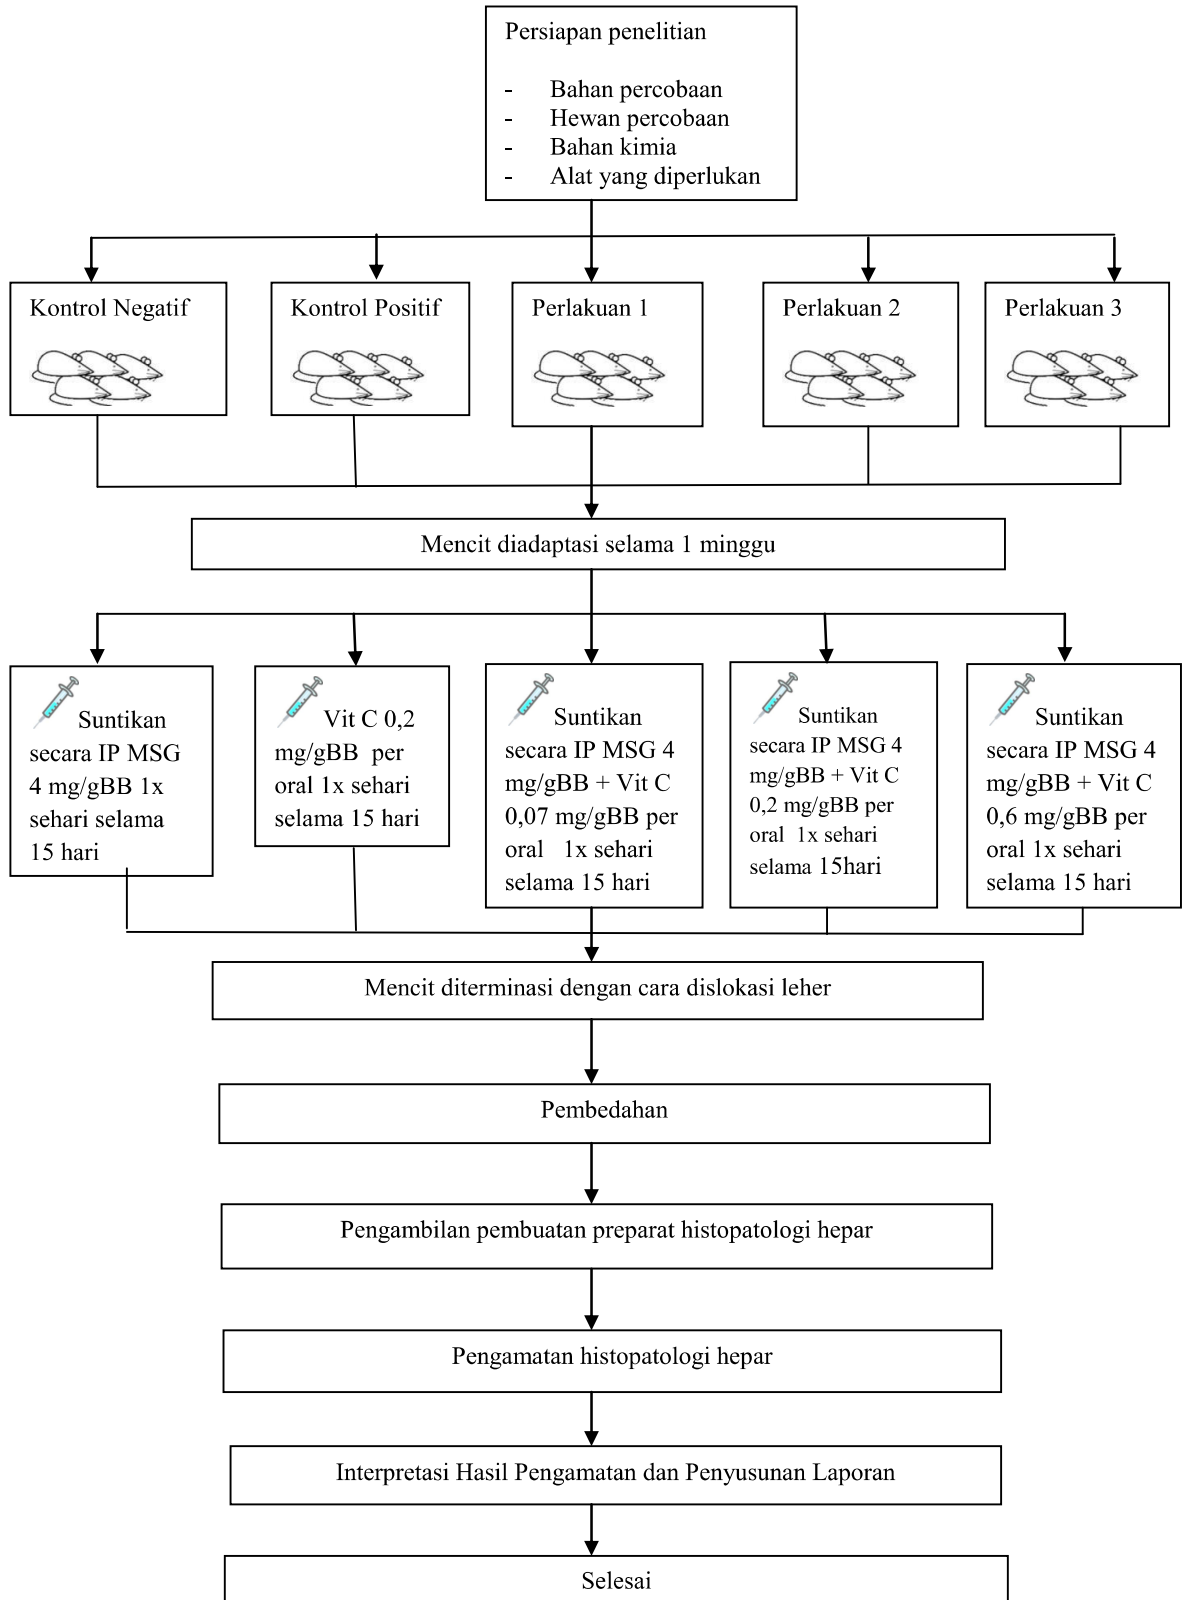 Persiapan penelitian
- Bahan percobaan
- Hewan percobaan
- Bahan kimia
- Alat yang diperlukan
Kontrol Negatif
Kontrol Positif
Perlakuan 1
Perlakuan 2
Perlakuan 3
Mencit diadaptasi selama 1 minggu
Suntikan
secara IP MSG
4 mg/gBB 1x
sehari selama
15 hari
Vit C 0,2
mg/gBB per
oral 1x sehari
selama 15 hari
Suntikan
secara IP MSG 4
mg/gBB + Vit C
0,07 mg/gBB per
oral 1x sehari
selama 15 hari
Suntikan
secara IP MSG 4
mg/gBB + Vit C
0,2 mg/gBB per
oral 1x sehari
selama 15hari
Suntikan
secara IP MSG 4
mg/gBB + Vit C
0,6 mg/gBB per
oral 1x sehari
selama 15 hari
Mencit diterminasi dengan cara dislokasi leher
Pembedahan
Pengambilan pembuatan preparat histopatologi hepar
Pengamatan histopatologi hepar
Interpretasi Hasil Pengamatan dan Penyusunan Laporan
Selesai